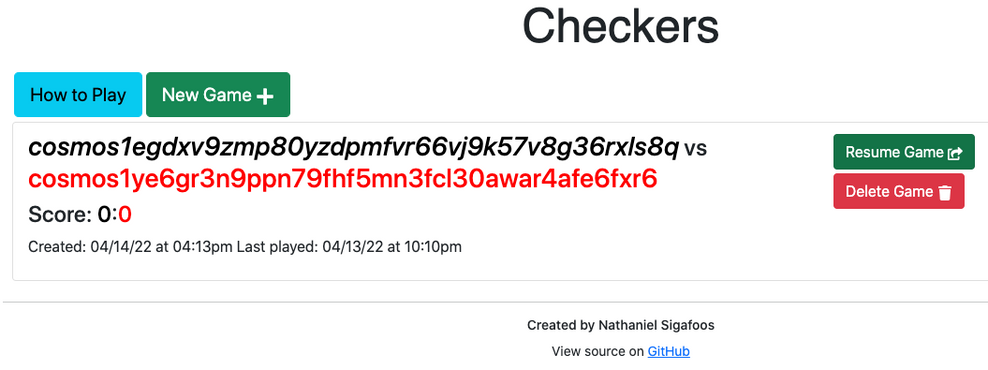 Checkers
How to Play
New Game +
cosmos1egdxv9zmp80yzdpmfvr66vj9k57v8g36rxls8q vs
cosmos1ye6gr3n9ppn79fhf5mn3fcl30awar4afe6fxr6
Score: 0:0
Created: 04/14/22 at 04:13pm Last played: 04/13/22 at 10:10pm
Resume Game
Delete Game
Created by Nathaniel Sigafoos
View source on GitHub